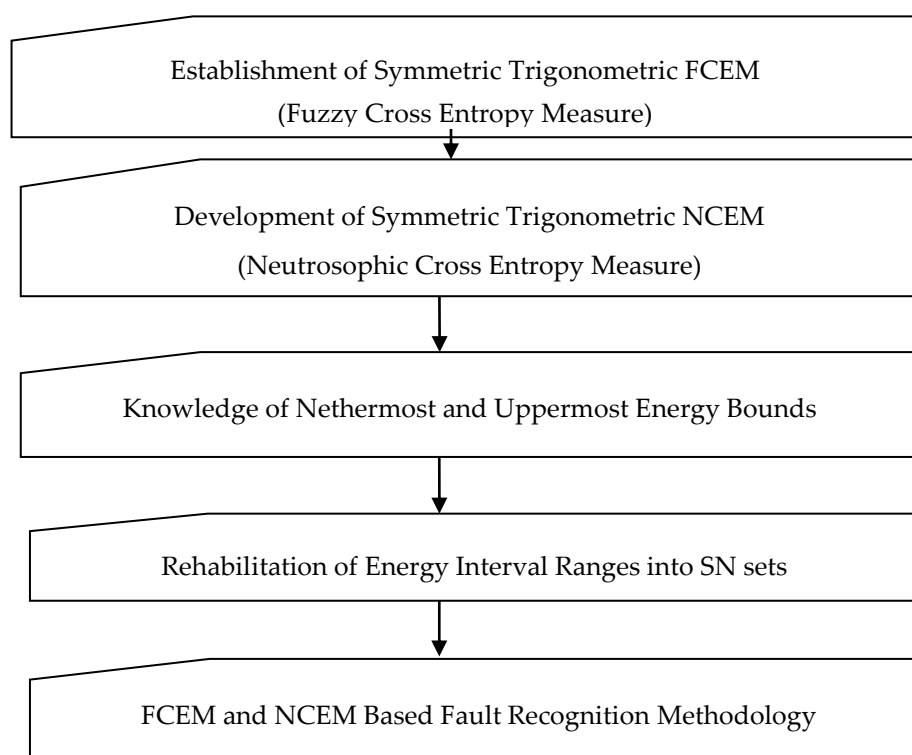 Establishment of Symmetric Trigonometric FCEM
(Fuzzy Cross Entropy Measure)
Development of Symmetric Trigonometric NCEM
(Neutrosophic Cross Entropy Measure)
Knowledge of Nethermost and Uppermost Energy Bounds
Rehabilitation of Energy Interval Ranges into SN sets
FCEM and NCEM Based Fault Recognition Methodology